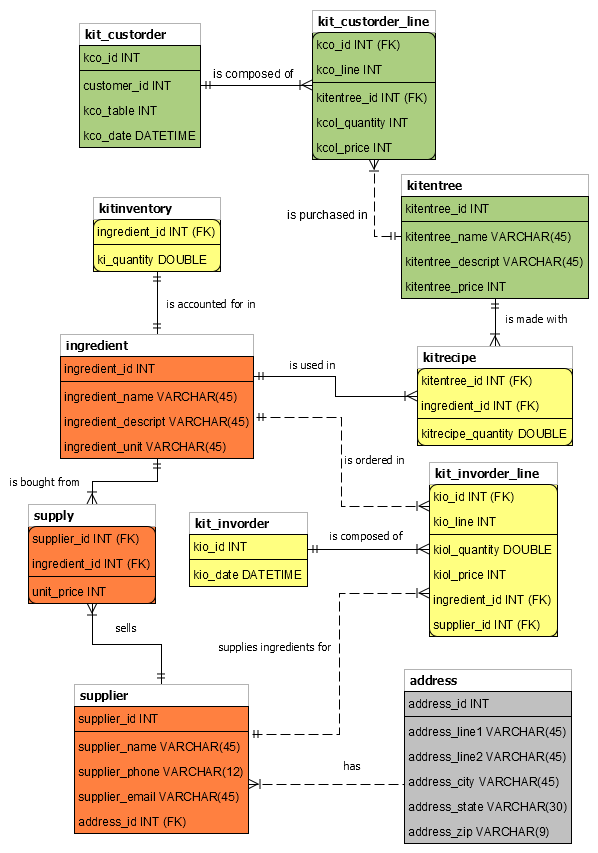 kit_custorder
kco_id INT
customer_id INT
kco_table INT
kco_date DATETIME
is composed of
kit_custorder_line
kco_id INT (FK)
kco_line INT
kitentree_id INT (FK)
kcol_quantity INT
kcol_price INT
is purchased in
kitentree
kitentree_id INT
kitentree_name VARCHAR(45)
kitentree_descript VARCHAR(45)
kitentree_price INT
kitinventory
ingredient_id INT (FK)
ki_quantity DOUBLE
is accounted for in
is made with
ingredient
ingredient_id INT
ingredient_name VARCHAR(45)
ingredient_descript VARCHAR(45)
ingredient_unit VARCHAR(45)
is used in
kitrecipe
kitentree_id INT (FK)
ingredient_id INT (FK)
kitrecipe_quantity DOUBLE
is ordered in
is bought from
supply
supplier_id INT (FK)
ingredient_id INT (FK)
unit_price INT
kit_invorder
kio_id INT
kio_date DATETIME
is composed of
kit_invorder_line
kio_id INT (FK)
kio_line INT
kiol_quantity DOUBLE
kiol_price INT
ingredient_id INT (FK)
supplier_id INT (FK)
sells
supplies ingredients for
supplier
supplier_id INT
supplier_name VARCHAR(45)
supplier_phone VARCHAR(12)
supplier_email VARCHAR(45)
address_id INT (FK)
has
address
address_id INT
address_line1 VARCHAR(45)
address_line2 VARCHAR(45)
address_city VARCHAR(45)
address_state VARCHAR(30)
address_zip VARCHAR(9)